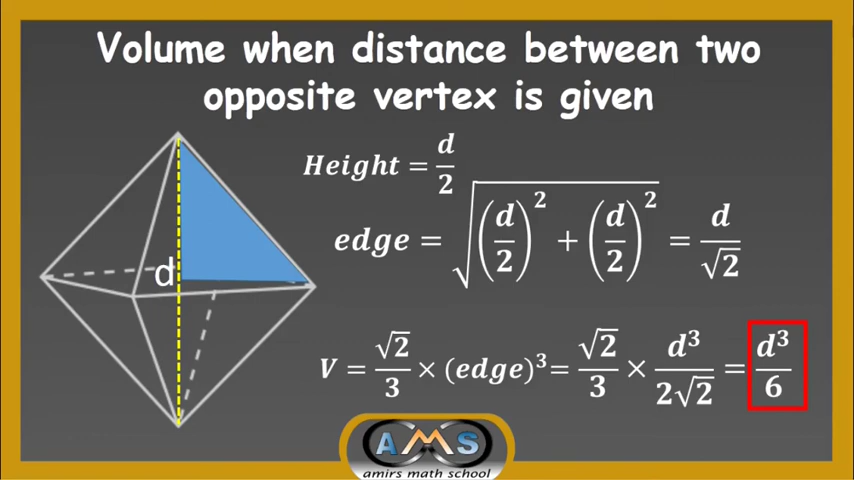 Volume when distance between two
opposite vertex is given
Height = d/2
edge = √((d/2)² + (d/2)²) = d/√2
d
V = √2/3 × (edge)³= √2/3 × d³/2√2 = d³/6
AMS
amirs math school